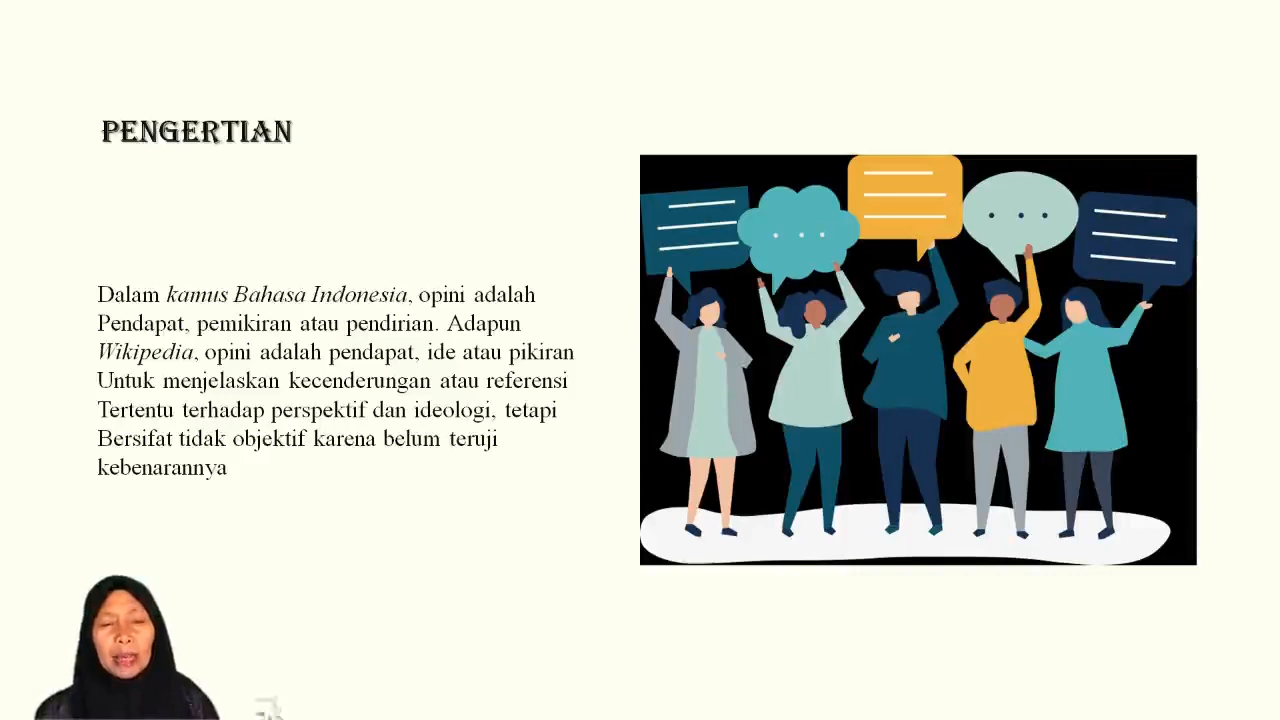 PENGERTIAN
Dalam kamus Bahasa Indonesia, opini adalah
Pendapat, pemikiran atau pendirian. Adapun
Wikipedia, opini adalah pendapat, ide atau pikiran
Untuk menjelaskan kecenderungan atau referensi
Tertentu terhadap perspektif dan ideologi, tetapi
Bersifat tidak objektif karena belum teruji
kebenarannya